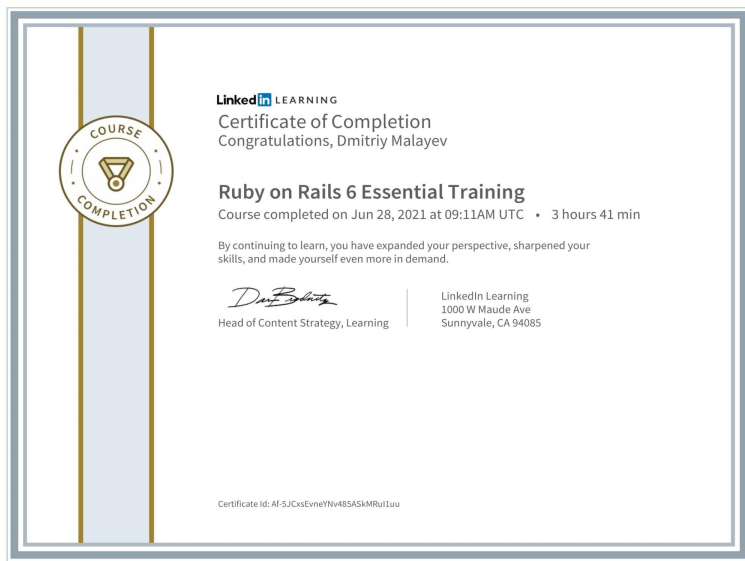 COURSE
COMPLETION
Linked in LEARNING
Certificate of Completion
Congratulations, Dmitriy Malayev
Ruby on Rails 6 Essential Training
Course completed on Jun 28, 2021 at 09:11AM UTC • 3 hours 41 min
By continuing to learn, you have expanded your perspective, sharpened your
skills, and made yourself even more in demand.
Head of Content Strategy, Learning
LinkedIn Learning
1000 W Maude Ave
Sunnyvale, CA 94085
Certificate Id: Af-5JCxsEvneYNv485ASkMRuI1uu